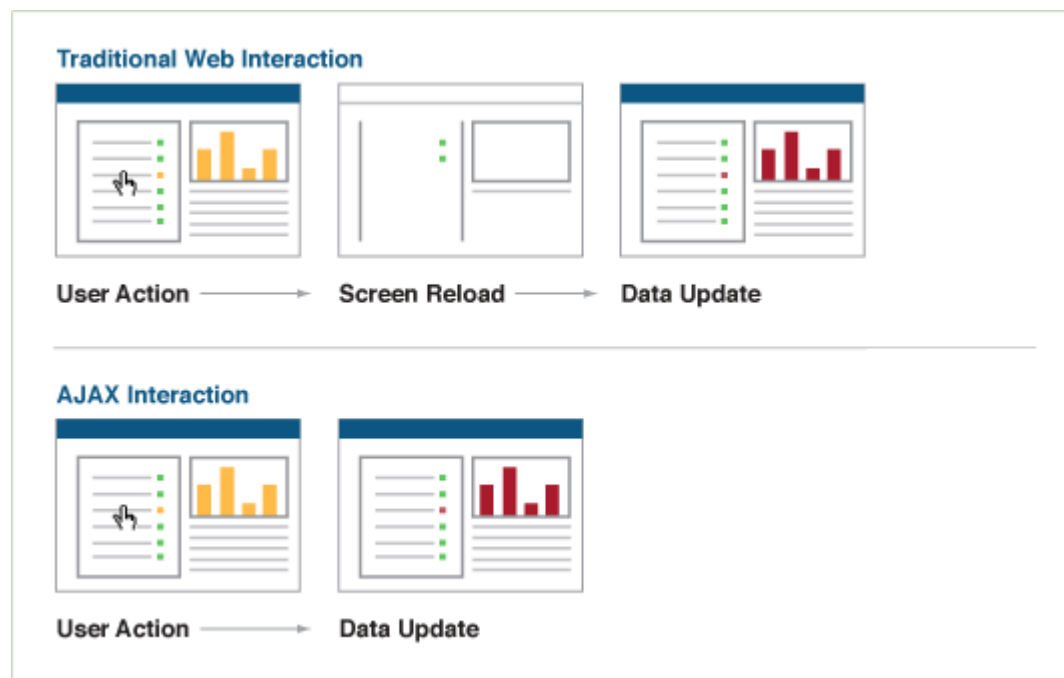 Traditional Web Interaction
User Action
Screen Reload
Data Update
AJAX Interaction
User Action
Data Update